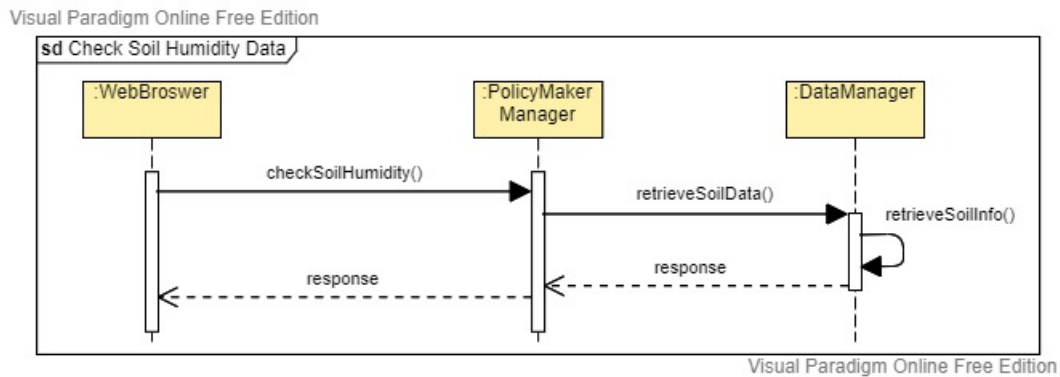 Visual Paradigm Online Free Edition
sd Check Soil Humidity Data
:WebBroswer
:PolicyMaker
Manager
:DataManager
checkSoilHumidity()
retrieveSoilData()
retrieveSoilInfo()
response
response
Visual Paradigm Online Free Edition